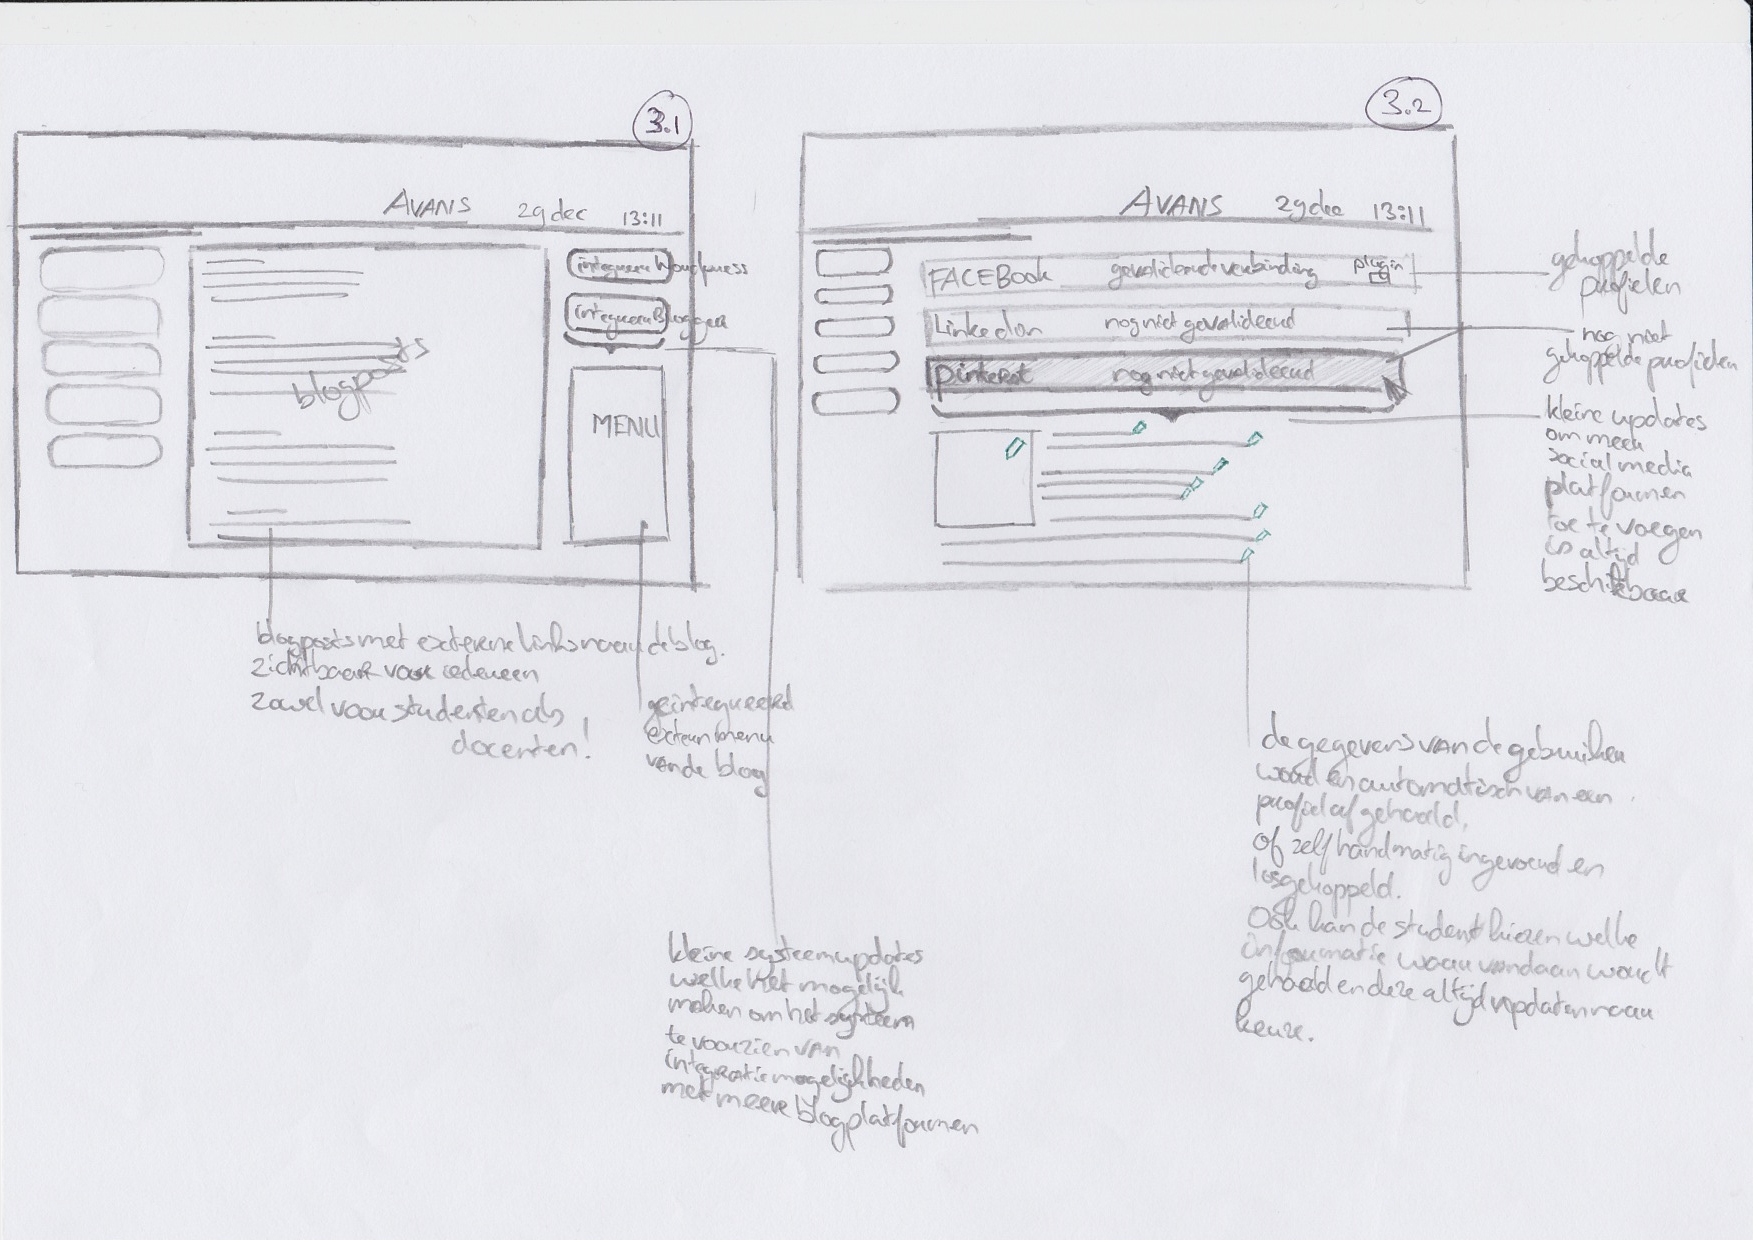 3.1
AVANS 29 dec 13:11
integreer Wordpress
integreer Blogger
blogposts
MENU
blogposts met externe links naar de blog.
zichtbaar voor iedereen
zowel voor studenten als
docenten!
geintegreerd
extern menu
van de blog
kleine systeemupdates
welke het mogelijk
maken om het systeem
te voorzien van
integratie mogelijkheden
met meere blogplatformen
3.2
AVANS 29 dec 13:11
FACEBOOK gevalideerde verbinding plugin
Linkedon nog niet gevalideerd
pinterest nog niet gevalideerd
gekoppelde
profielen
nog niet
gekoppelde profielen
kleine updates
om meer
social media
platformen
toe te voegen
is altijd
beschikbaar
de gegevens van de gebruiker
worden automatisch van een
profiel af gehaald,
of zelf handmatig ingevoerd en
losgekoppeld.
Ook kan de student kiezen welke
informatie waar vandaan wordt
gehaald en deze altijd updaten naar
keuze.